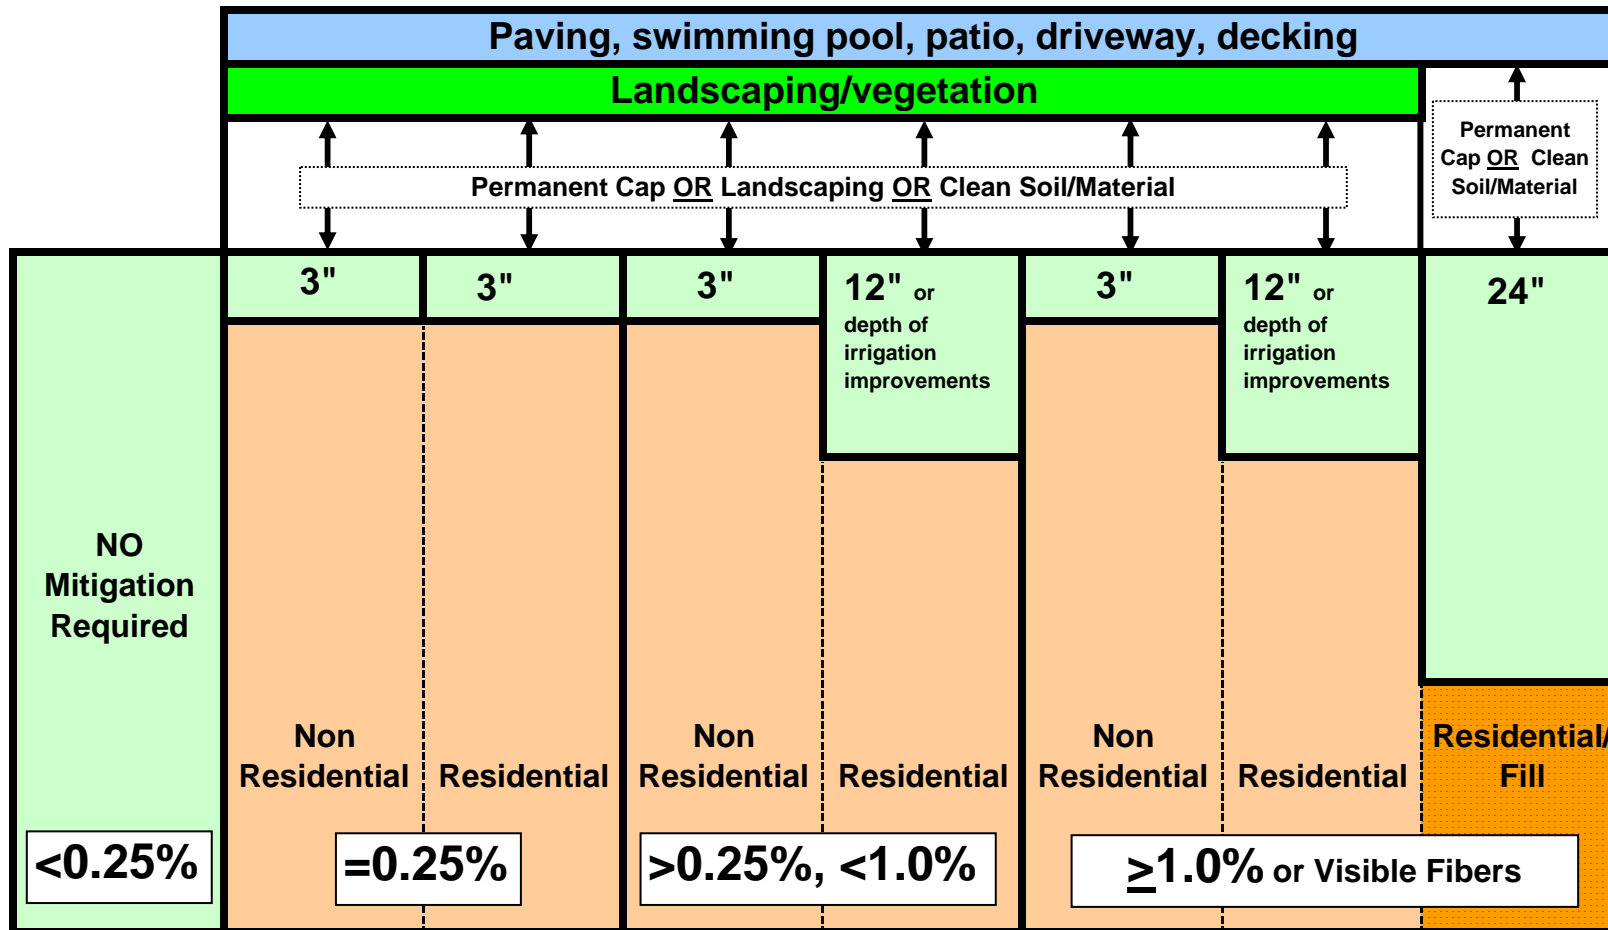 Paving, swimming pool, patio, driveway, decking
Landscaping/vegetation
Permanent Cap OR Landscaping OR Clean Soil/Material
Permanent
Cap OR Clean
Soil/Material
3"
3"
3"
12" or
depth of
irrigation
improvements
3"
12" or
depth of
irrigation
improvements
24"
NO
Mitigation
Required
Non
Residential
Residential
Non
Residential
Residential
Non
Residential
Residential
Residential/
Fill
<0.25%
=0.25%
>0.25%, <1.0%
≥1.0% or Visible Fibers